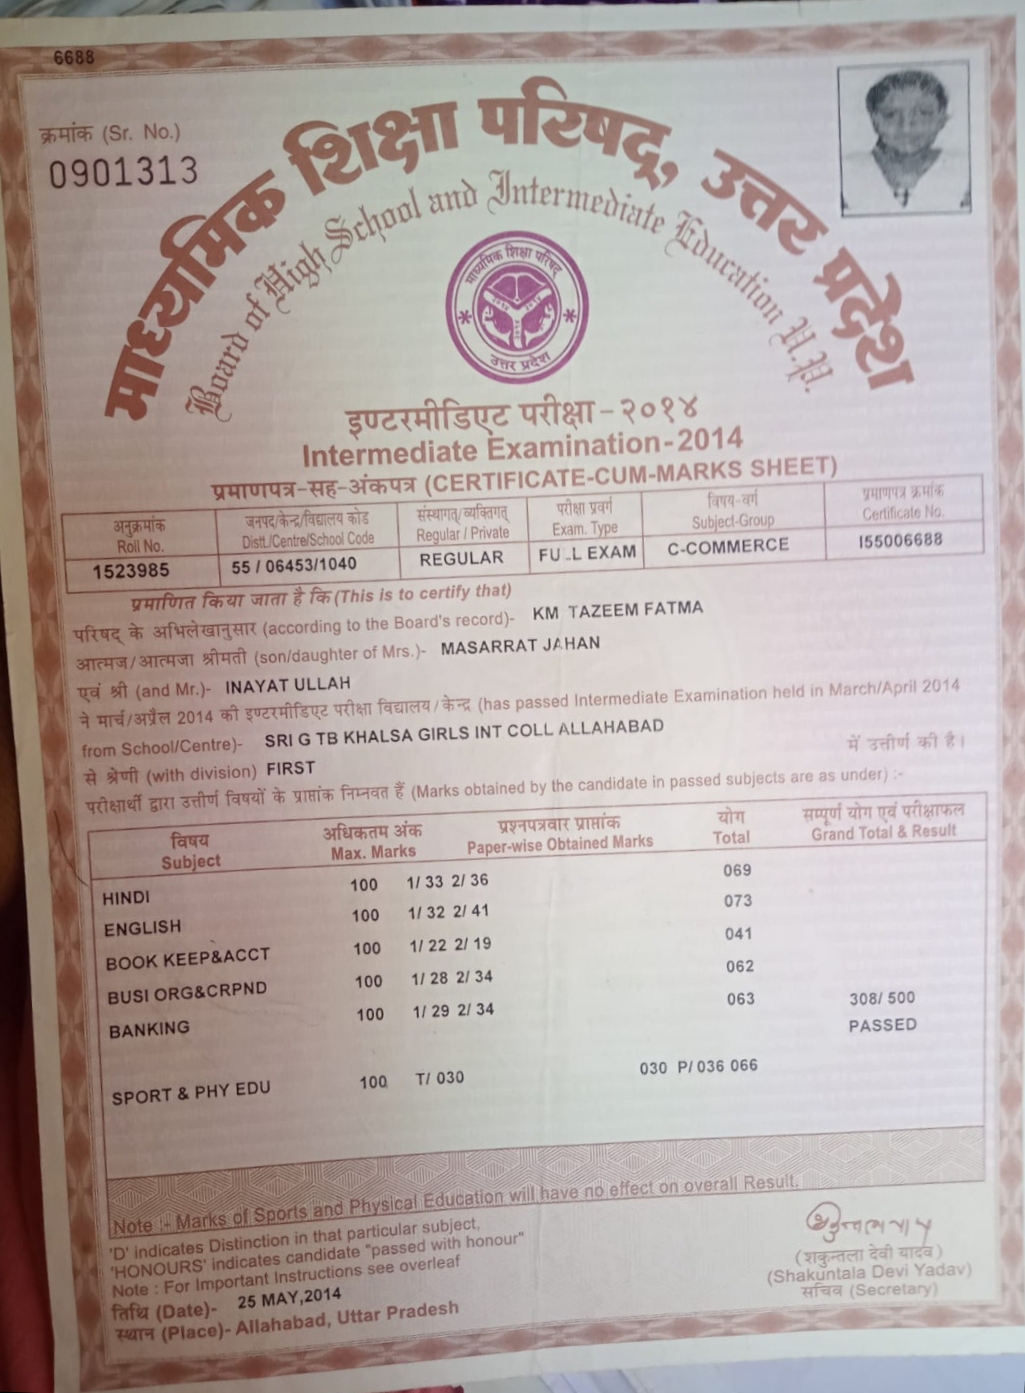 6688
क्रमांक (Sr. No.)
0901313
माध्यमिक शिक्षा परिषद्, उत्तर प्रदेश
Board of High School and Intermediate Education U.P.
माध्यमिक शिक्षा परिषद
उत्तर प्रदेश
इण्टरमीडिएट परीक्षा-२०१४
Intermediate Examination-2014
प्रमाणपत्र-सह-अंकपत्र (CERTIFICATE-CUM-MARKS SHEET)
अनुक्रमांक जनपद/केन्द्र/विद्यालय कोड संस्थागत/व्यक्तिगत परीक्षा प्रवर्ग विषय-वर्ग प्रमाणपत्र क्रमांक
Roll No. Distt./Centre/School Code Regular / Private Exam. Type Subject-Group Certificate No.
1523985 55 / 06453/1040 REGULAR FU LL EXAM C-COMMERCE I55006688
प्रमाणित किया जाता है कि (This is to certify that)
परिषद् के अभिलेखानुसार (according to the Board's record)- KM TAZEEM FATMA
आत्मज/आत्मजा श्रीमती (son/daughter of Mrs.)- MASARRAT JAHAN
एवं श्री (and Mr.)- INAYAT ULLAH
ने मार्च/अप्रैल 2014 की इण्टरमीडिएट परीक्षा विद्यालय/केन्द्र (has passed Intermediate Examination held in March/April 2014
from School/Centre)- SRI G TB KHALSA GIRLS INT COLL ALLAHABAD
से श्रेणी (with division) FIRST में उत्तीर्ण की है।
परीक्षार्थी द्वारा उत्तीर्ण विषयों के प्राप्तांक निम्नवत हैं (Marks obtained by the candidate in passed subjects are as under) :-
विषय अधिकतम अंक प्रश्नपत्रवार प्राप्तांक योग सम्पूर्ण योग एवं परीक्षाफल
Subject Max. Marks Paper-wise Obtained Marks Total Grand Total & Result
HINDI 100 1/ 33 2/ 36 069
ENGLISH 100 1/ 32 2/ 41 073
BOOK KEEP&ACCT 100 1/ 22 2/ 19 041
BUSI ORG&CRPND 100 1/ 28 2/ 34 062
BANKING 100 1/ 29 2/ 34 063 308/ 500
PASSED
SPORT & PHY EDU 100 T/ 030 030 P/ 036 066
Note :- Marks of Sports and Physical Education will have no effect on overall Result.
'D' indicates Distinction in that particular subject,
'HONOURS' indicates candidate "passed with honour"
Note : For Important Instructions see overleaf
तिथि (Date)- 25 MAY,2014
स्थान (Place)- Allahabad, Uttar Pradesh
(शकुन्तला देवी यादव)
(Shakuntala Devi Yadav)
सचिव (Secretary)